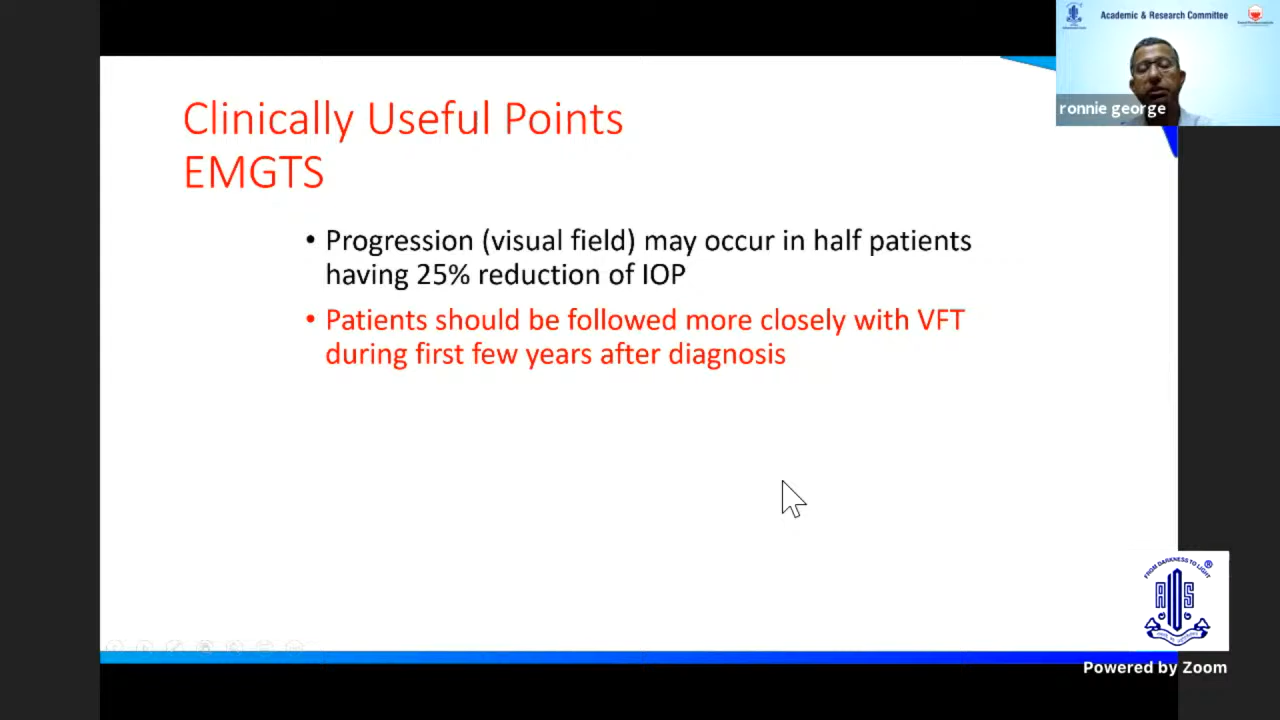 Academic & Research Committee
ronnie george
Clinically Useful Points
EMGTS
• Progression (visual field) may occur in half patients
having 25% reduction of IOP
• Patients should be followed more closely with VFT
during first few years after diagnosis
FROM DARKNESS TO LIGHT
®
AIOS
Powered by Zoom